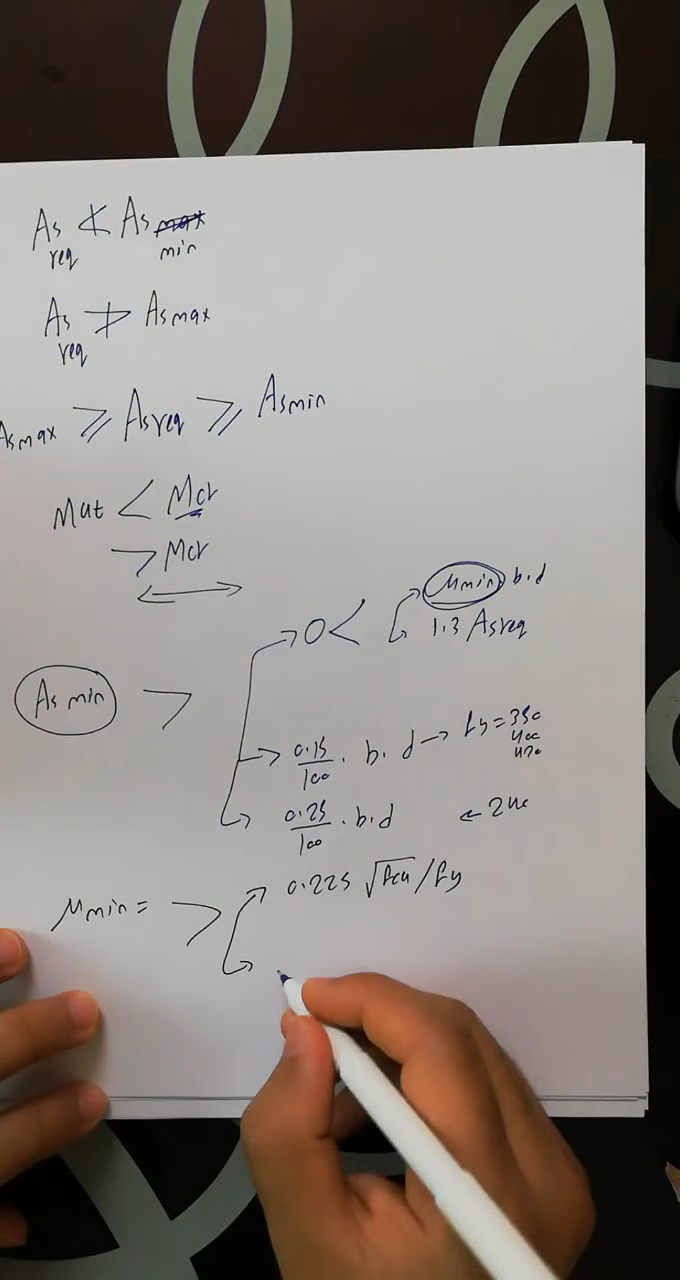 As req ≮ As min
As req ≯ As max
As max ≥ As req ≥ As min
Mut < Mcr
> Mcr
μmin b.d
0 <
1.3 As req
As min >
0.15/100 . b. d → fy = 350
400
420
0.25/100 . b.d ← 240
μmin = >
0.225 √fcu / fy